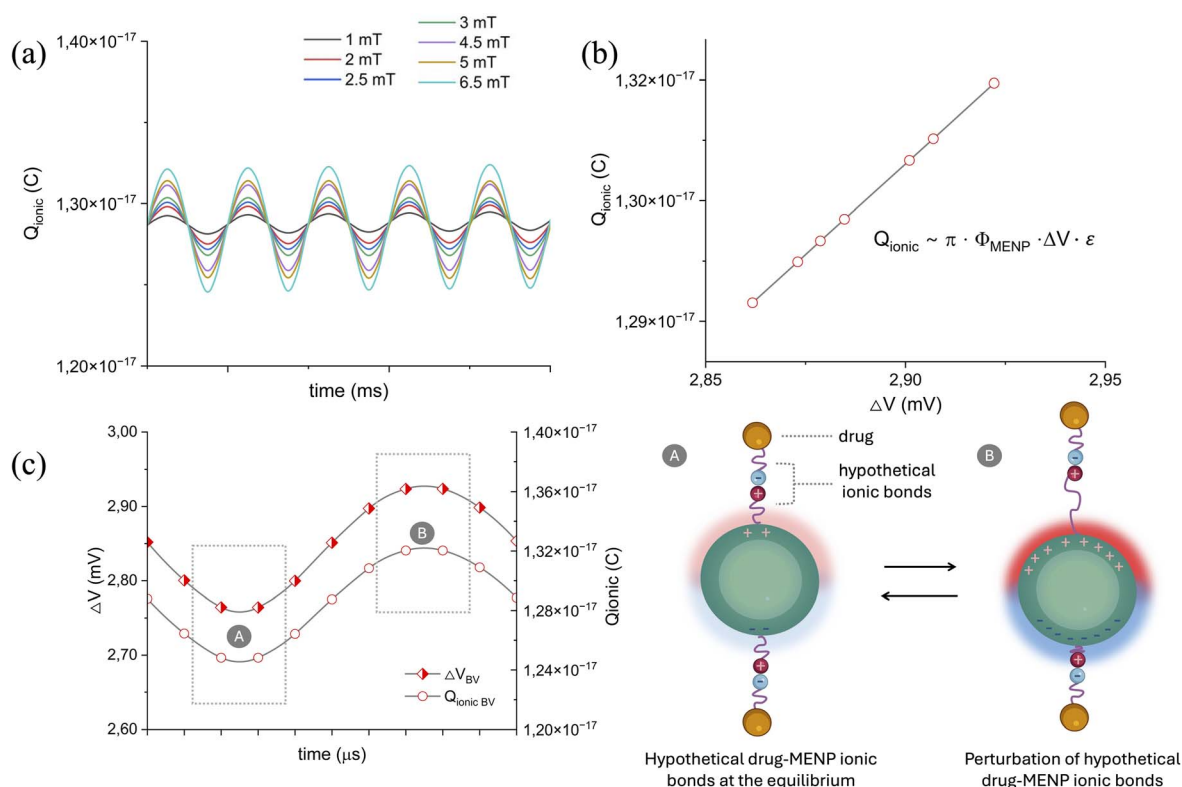 (a)
1,40×10⁻¹⁷
1,30×10⁻¹⁷
1,20×10⁻¹⁷
Q_ionic (C)
time (ms)
1 mT
2 mT
2.5 mT
3 mT
4.5 mT
5 mT
6.5 mT
(b)
1,32×10⁻¹⁷
1,30×10⁻¹⁷
1,29×10⁻¹⁷
Q_ionic (C)
Q_ionic ~ π · Φ_MENP · ΔV · ε
2,85
2,90
2,95
ΔV (mV)
(c)
3,00
2,90
2,80
2,70
2,60
ΔV (mV)
1,40×10⁻¹⁷
1,36×10⁻¹⁷
1,32×10⁻¹⁷
1,28×10⁻¹⁷
1,24×10⁻¹⁷
1,20×10⁻¹⁷
Qionic (C)
A
B
ΔV_BV
Q_ionic BV
time (μs)
A
drug
hypothetical
ionic bonds
B
Hypothetical drug-MENP ionic
bonds at the equilibrium
Perturbation of hypothetical
drug-MENP ionic bonds